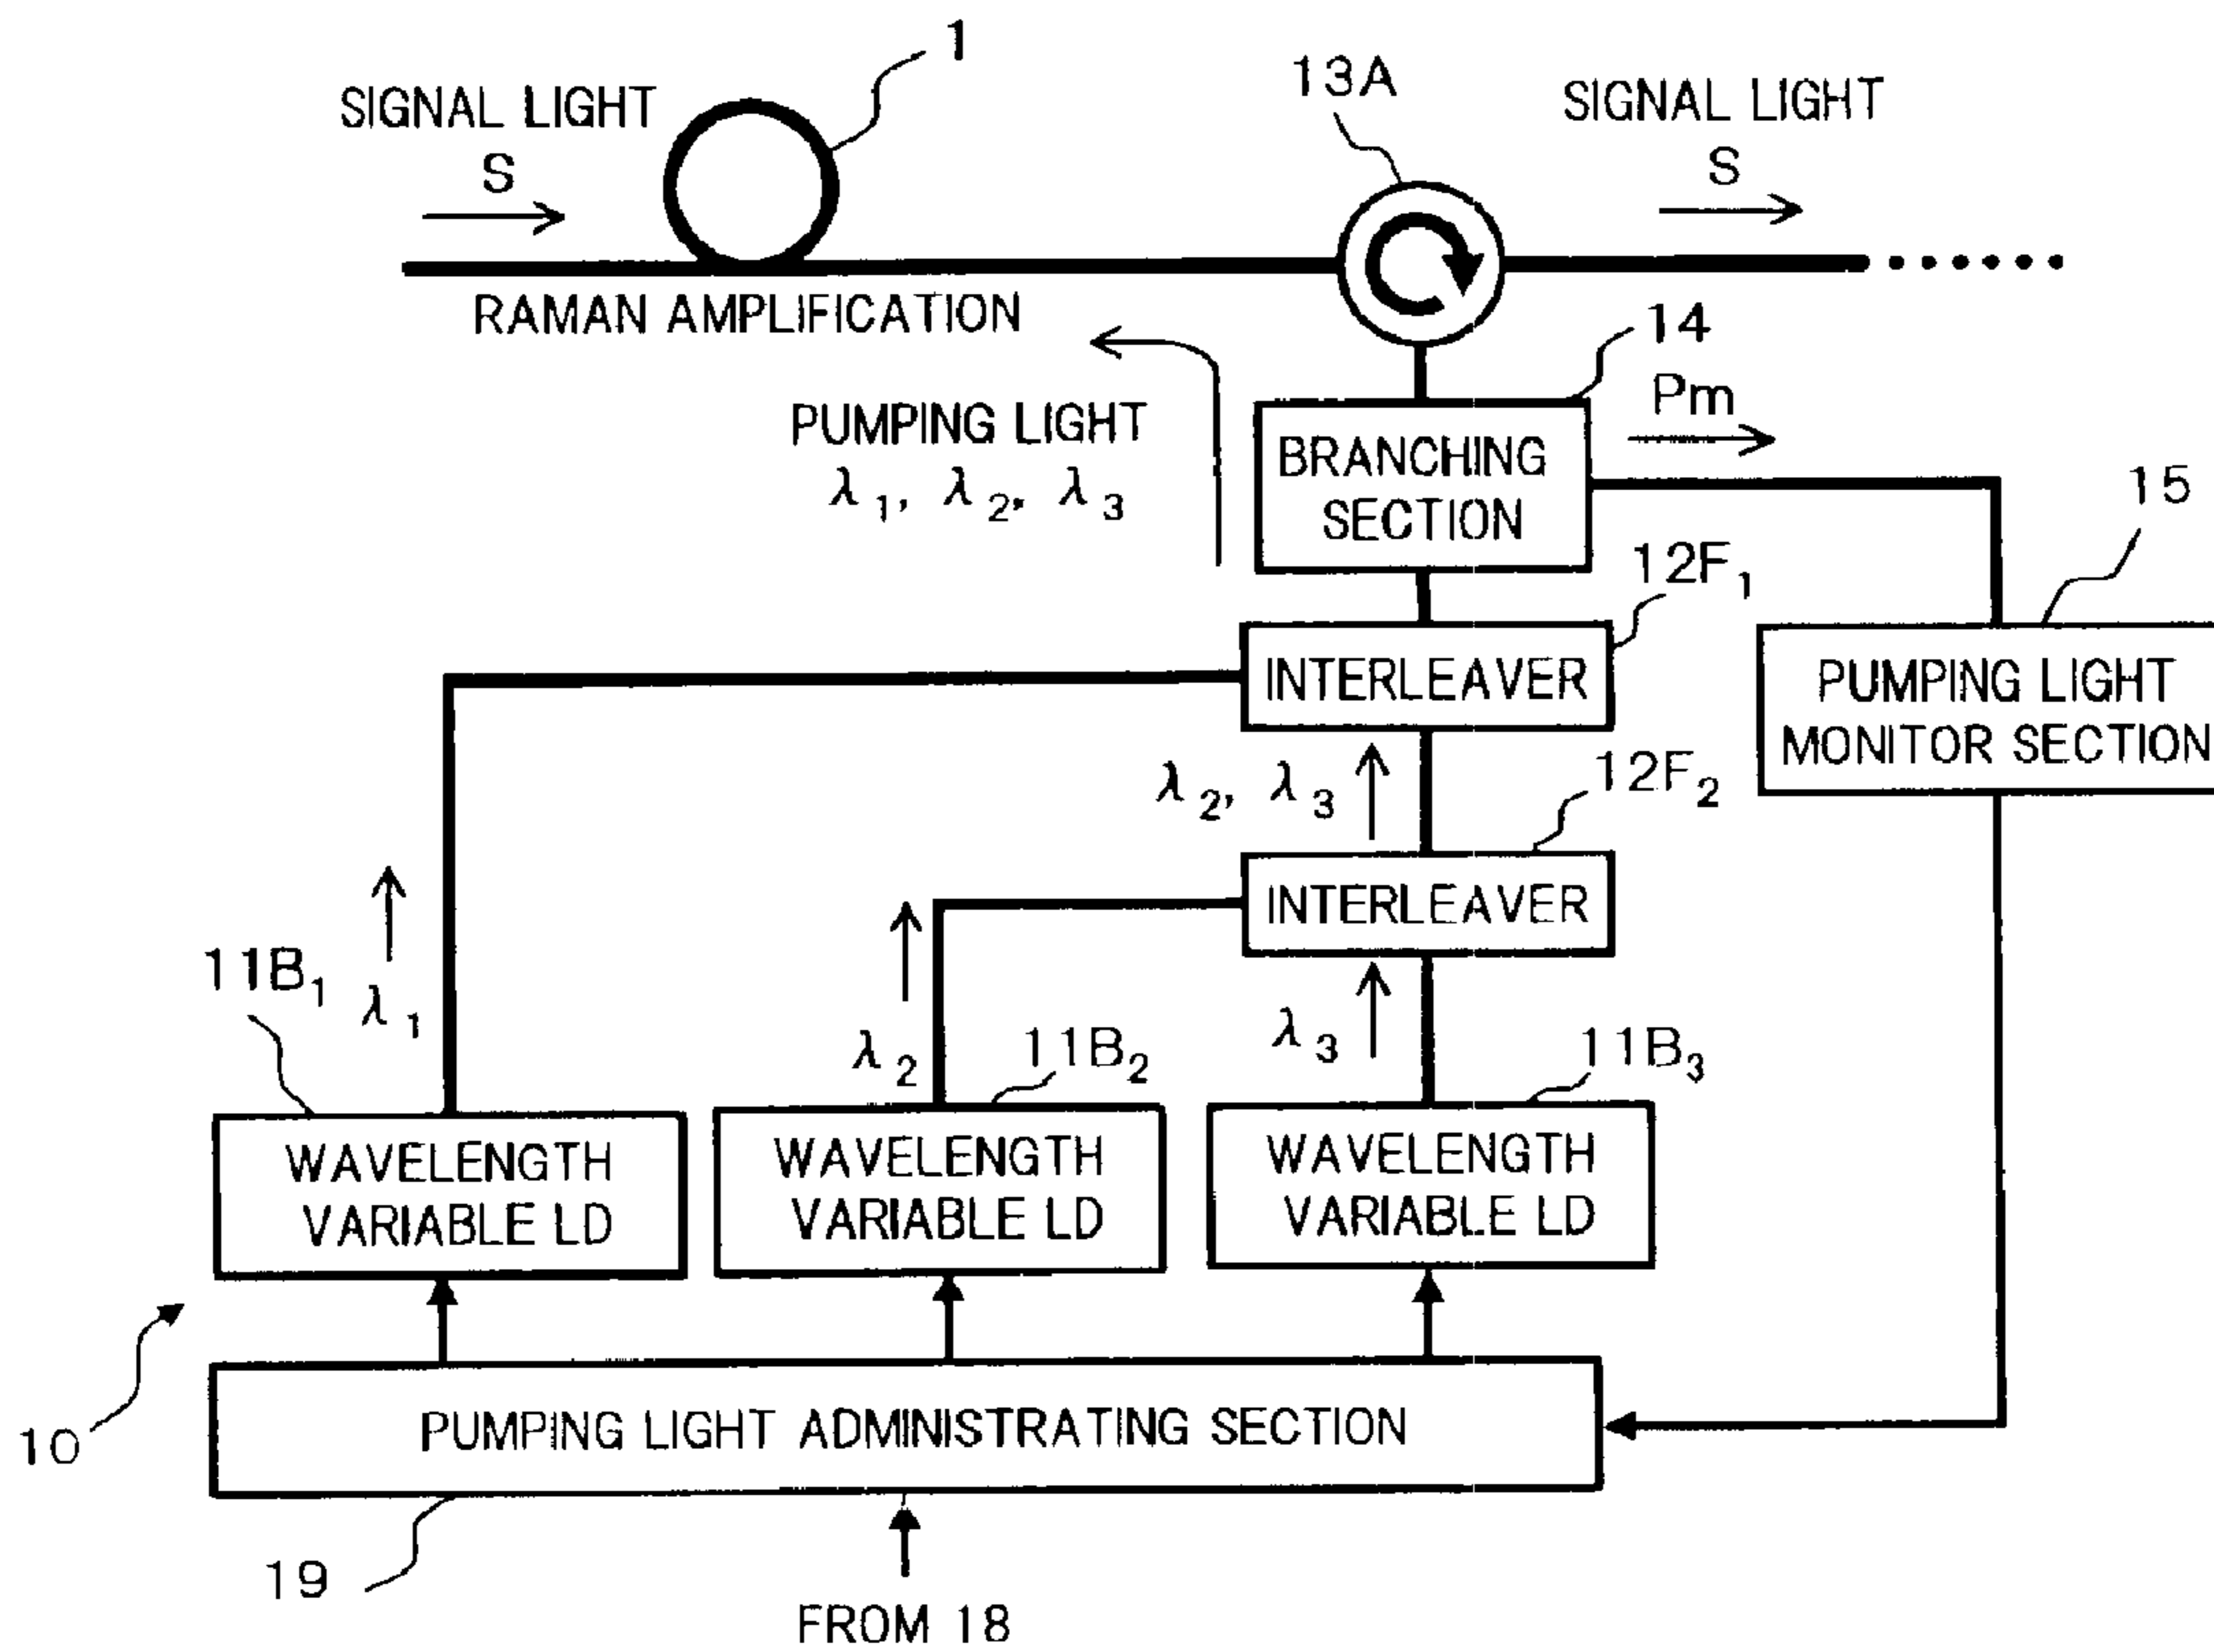 1
13A
SIGNAL LIGHT
S
SIGNAL LIGHT
S
RAMAN AMPLIFICATION
14
PUMPING LIGHT
λ1, λ2, λ3
Pm
BRANCHING
SECTION
15
12F1
INTERLEAVER
PUMPING LIGHT
MONITOR SECTION
λ2, λ3
12F2
INTERLEAVER
11B1
λ1
λ2
11B2
λ3
11B3
WAVELENGTH
VARIABLE LD
WAVELENGTH
VARIABLE LD
WAVELENGTH
VARIABLE LD
10
PUMPING LIGHT ADMINISTRATING SECTION
19
FROM 18